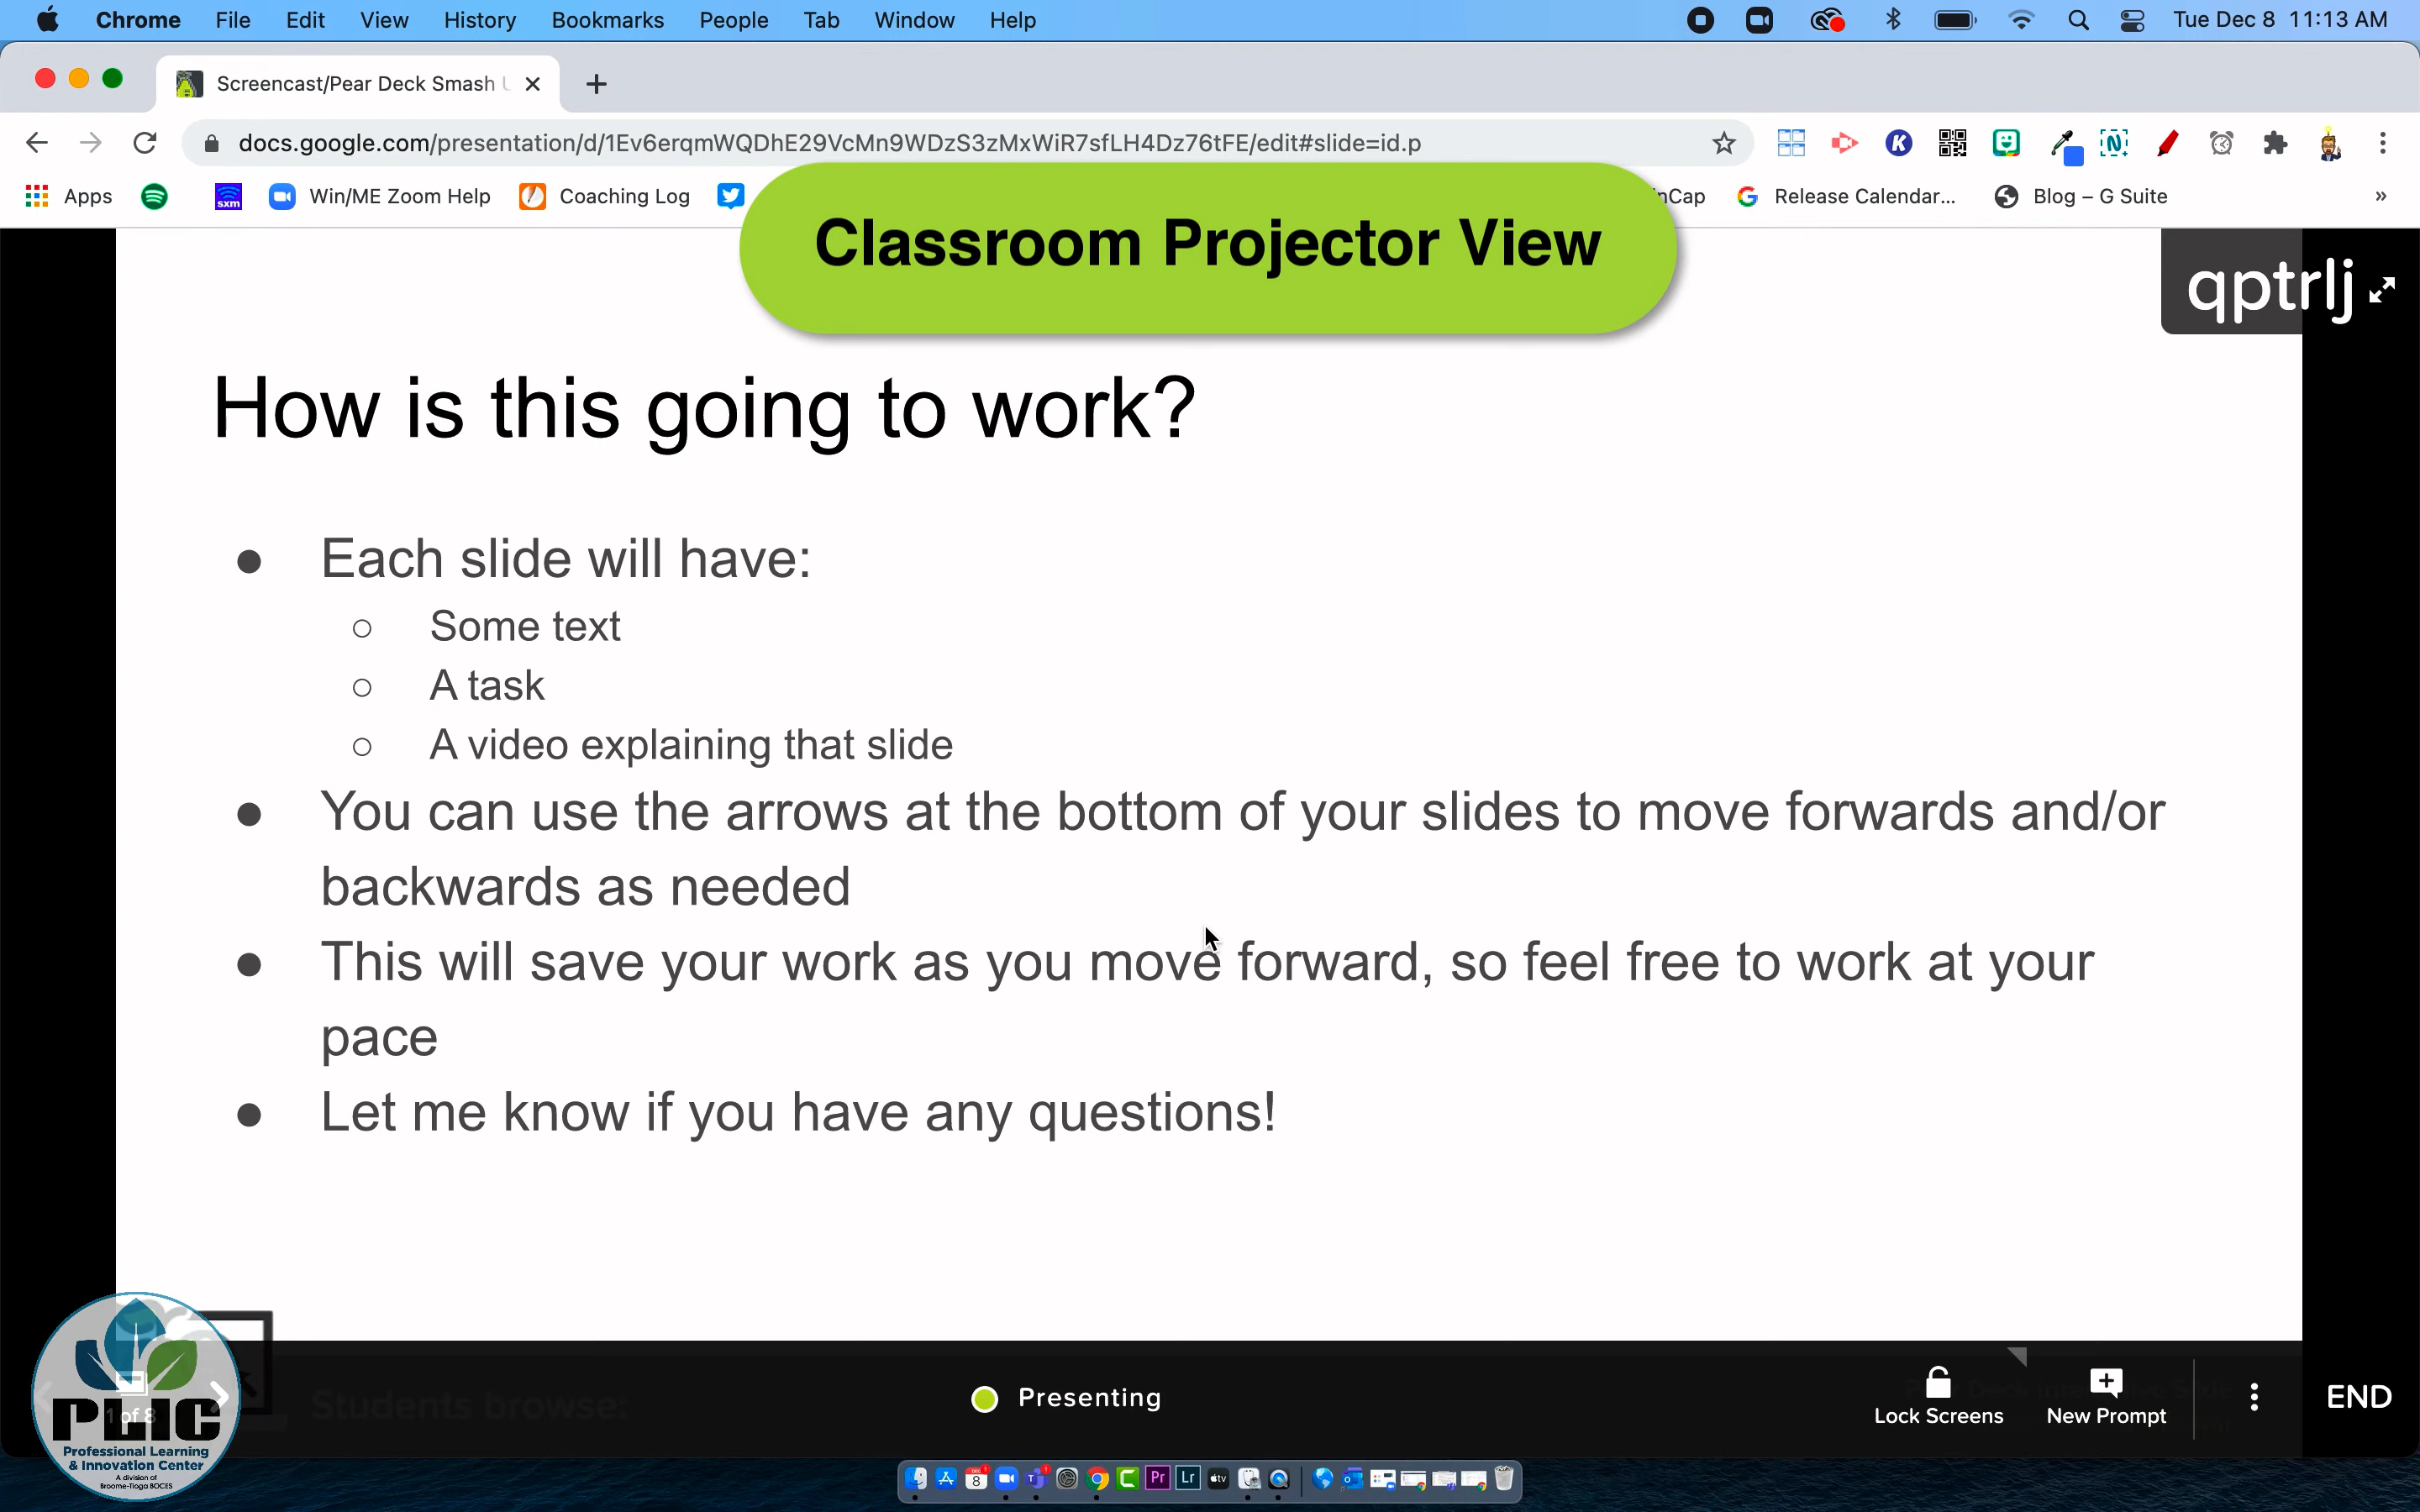 Chrome File Edit View History Bookmarks People Tab Window Help Tue Dec 8 11:13 AM
Screencast/Pear Deck Smash
docs.google.com/presentation/d/1Ev6erqmWQDhE29VcMn9WDzS3zMxWiR7sfLH4Dz76tFE/edit#slide=id.p
Apps sxm Win/ME Zoom Help Coaching Log nCap Release Calendar... Blog – G Suite »
Classroom Projector View
qptrlj
How is this going to work?
● Each slide will have:
○ Some text
○ A task
○ A video explaining that slide
● You can use the arrows at the bottom of your slides to move forwards and/or
backwards as needed
● This will save your work as you move forward, so feel free to work at your
pace
● Let me know if you have any questions!
Students browse:
Presenting
Lock Screens
New Prompt
END
1 of 8
PLIC
Professional Learning
& Innovation Center
A division of
Broome-Tioga BOCES